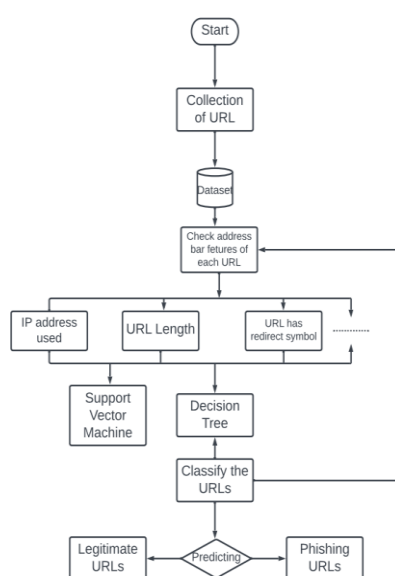 Start
Collection
of URL
Dataset
Check address
bar fetures of
each URL
IP address
used
URL Length
URL has
redirect symbol
Support
Vector
Machine
Decision
Tree
Classify the
URLs
Legitimate
URLs
Predicting
Phishing
URLs